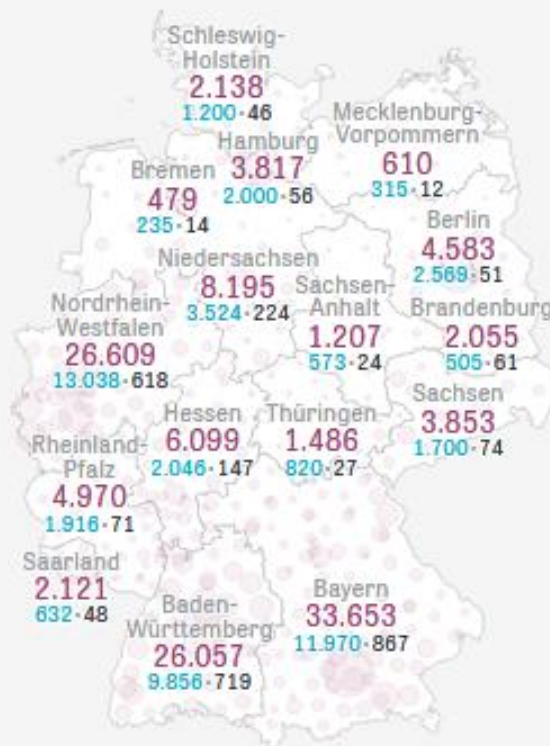 Schleswig-
Holstein
2.138
1.200·46
Mecklenburg-
Vorpommern
610
315·12
Hamburg
3.817
2.000·56
Bremen
479
235·14
Berlin
4.583
2.569·51
Niedersachsen
8.195
3.524·224
Sachsen-
Anhalt
1.207
573·24
Brandenburg
2.055
505·61
Nordrhein-
Westfalen
26.609
13.038·618
Sachsen
3.853
1.700·74
Hessen
6.099
2.046·147
Thüringen
1.486
820·27
Rheinland-
Pfalz
4.970
1.916·71
Saarland
2.121
632·48
Baden-
Württemberg
26.057
9.856·719
Bayern
33.653
11.970·867